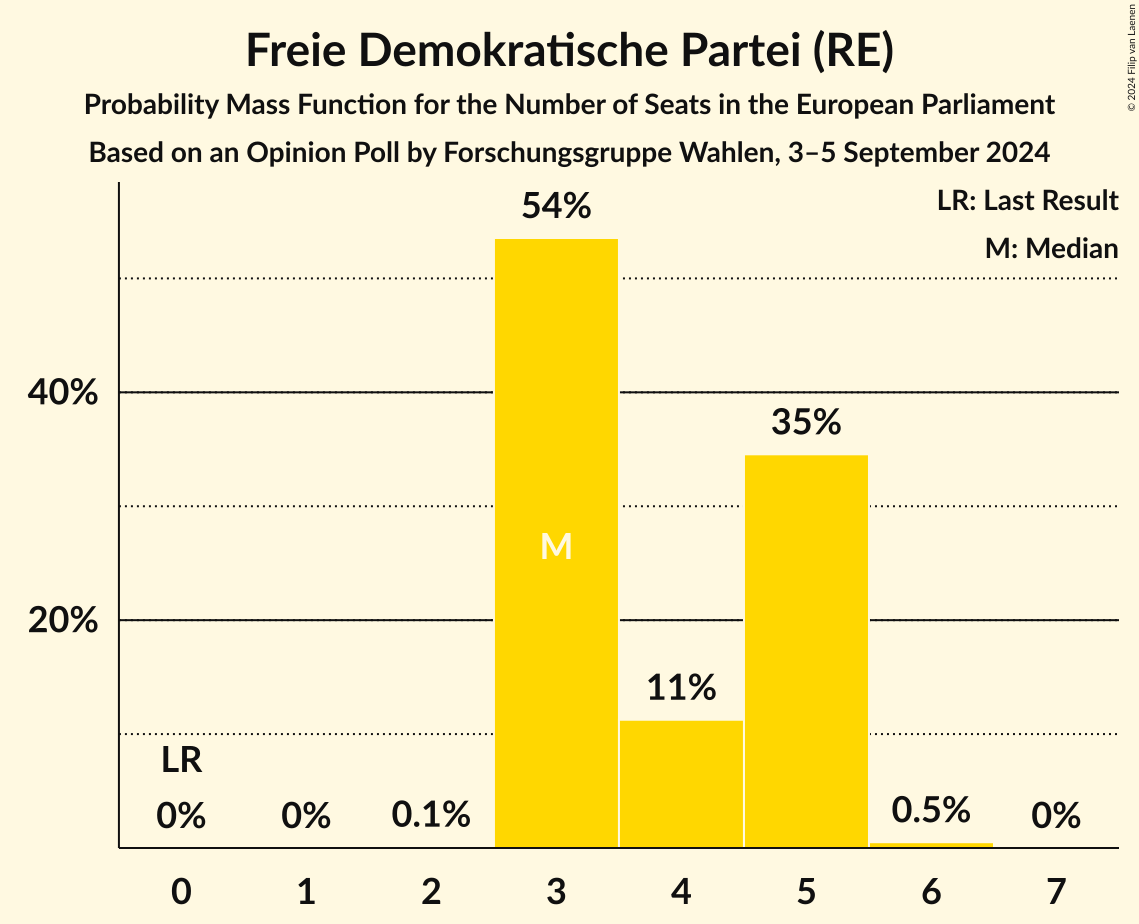 Freie Demokratische Partei (RE)
Probability Mass Function for the Number of Seats in the European Parliament
Based on an Opinion Poll by Forschungsgruppe Wahlen, 3–5 September 2024
© 2024 Filip van Laenen
LR: Last Result
M: Median
54%
40%
35%
M
20%
11%
LR
0%
0%
0.1%
0.5%
0%
0
1
2
3
4
5
6
7